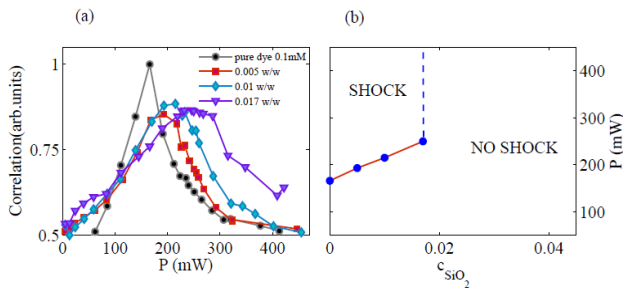 (a)
Correlation(arb.units)
1
0.75
0.5
0 100 200 300 400
P (mW)
pure dye 0.1mM
0.005 w/w
0.01 w/w
0.017 w/w
(b)
SHOCK
NO SHOCK
400
300
200
100
P (mW)
0 0.02 0.04
c_SiO_2